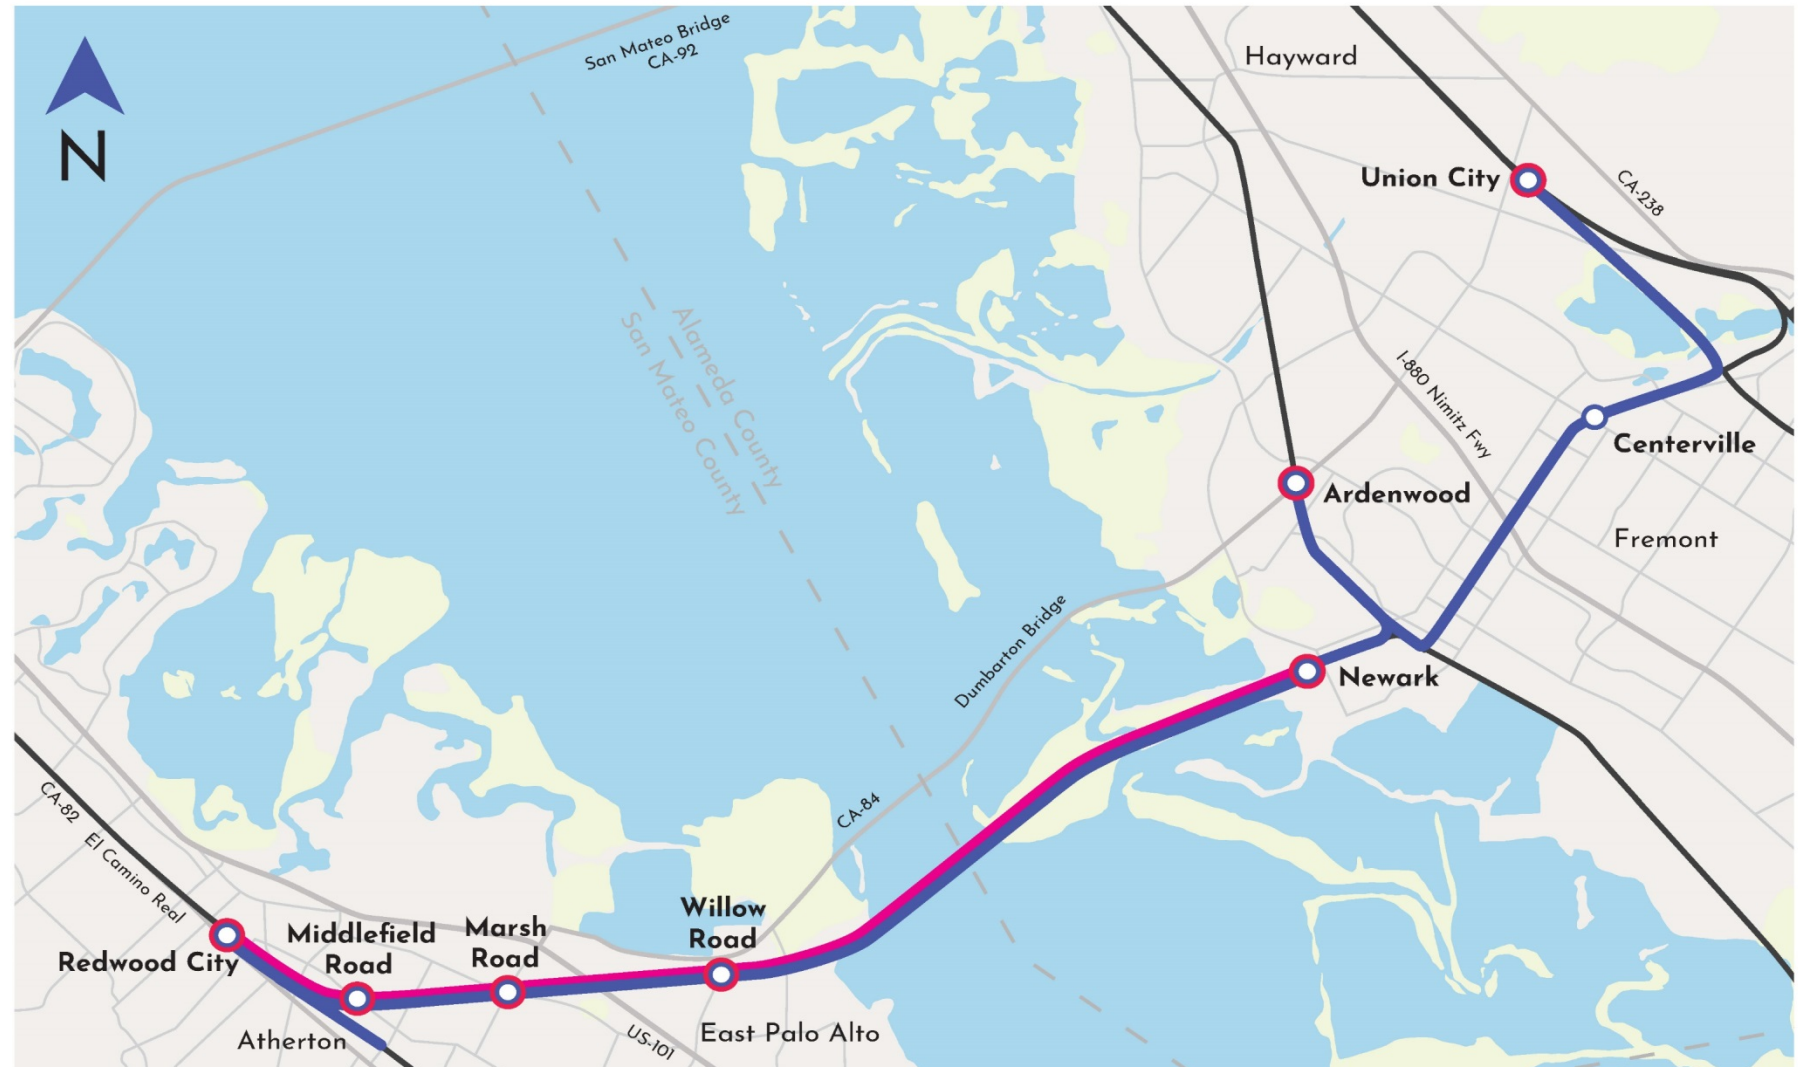 San Mateo Bridge
CA-92
Hayward
N
Union City
CA-238
Alameda County
San Mateo County
I-880 Nimitz Fwy
Centerville
Ardenwood
Fremont
Dumbarton Bridge
Newark
CA-84
CA-82
El Camino Real
Willow
Road
Marsh
Road
Middlefield
Road
Redwood City
Atherton
US-101
East Palo Alto